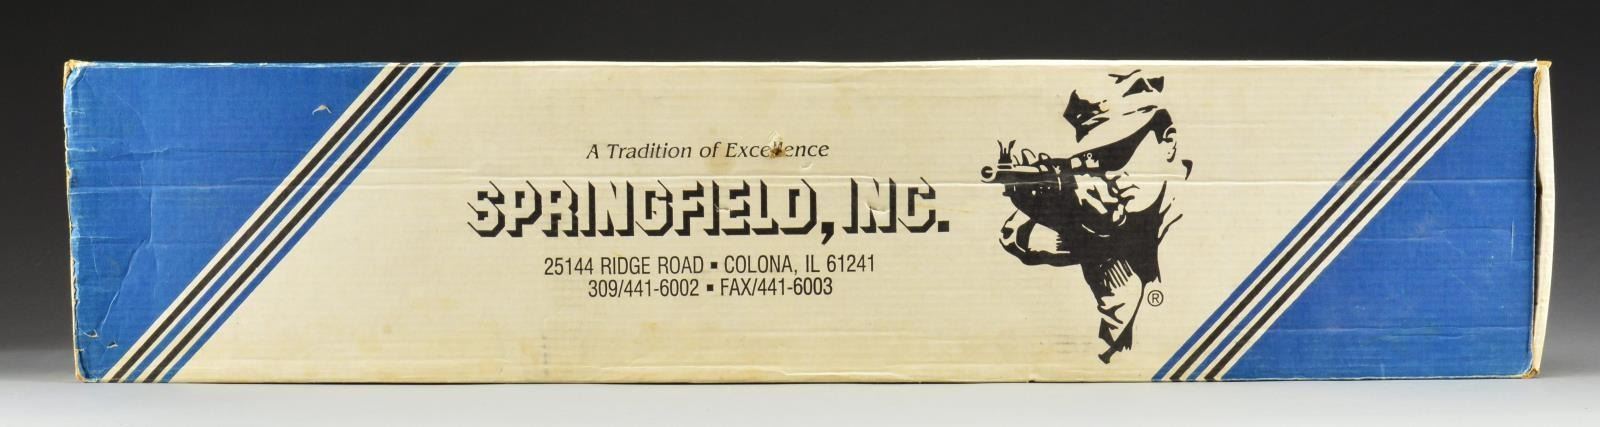 A Tradition of Excellence
SPRINGFIELD, INC.
25144 RIDGE ROAD ▪ COLONA, IL 61241
309/441-6002 ▪ FAX/441-6003
®